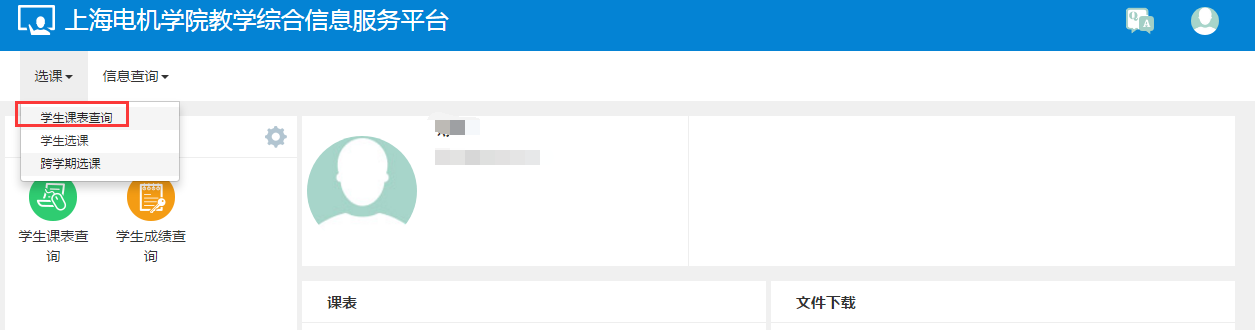 上海电机学院教学综合信息服务平台
选课
信息查询
学生课表查询
学生选课
跨学期选课
学生课表查
询
学生成绩查
询
课表
文件下载